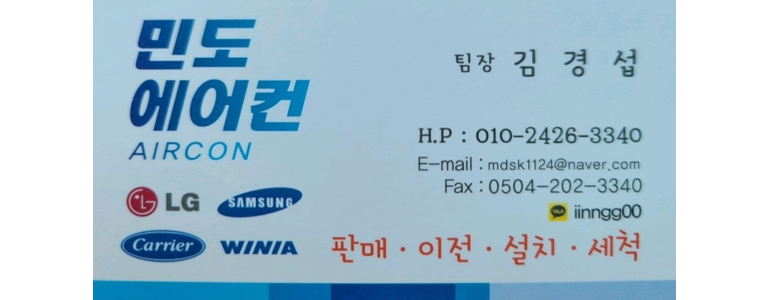 민도
에어컨
AIRCON
LG SAMSUNG
Carrier WINIA
팀장 김경섭
H.P : 010-2426-3340
E-mail : mdsk1124@naver.com
Fax : 0504-202-3340
TALK iinngg00
판매 · 이전 · 설치 · 세척